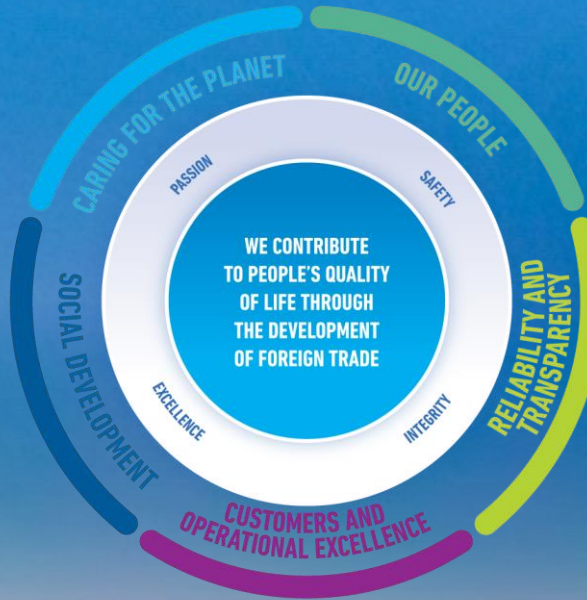 CARING FOR THE PLANET
OUR PEOPLE
PASSION
SAFETY
WE CONTRIBUTE
TO PEOPLE'S QUALITY
OF LIFE THROUGH
THE DEVELOPMENT
OF FOREIGN TRADE
SOCIAL DEVELOPMENT
RELIABILITY AND
TRANSPARENCY
EXCELLENCE
INTEGRITY
CUSTOMERS AND
OPERATIONAL EXCELLENCE